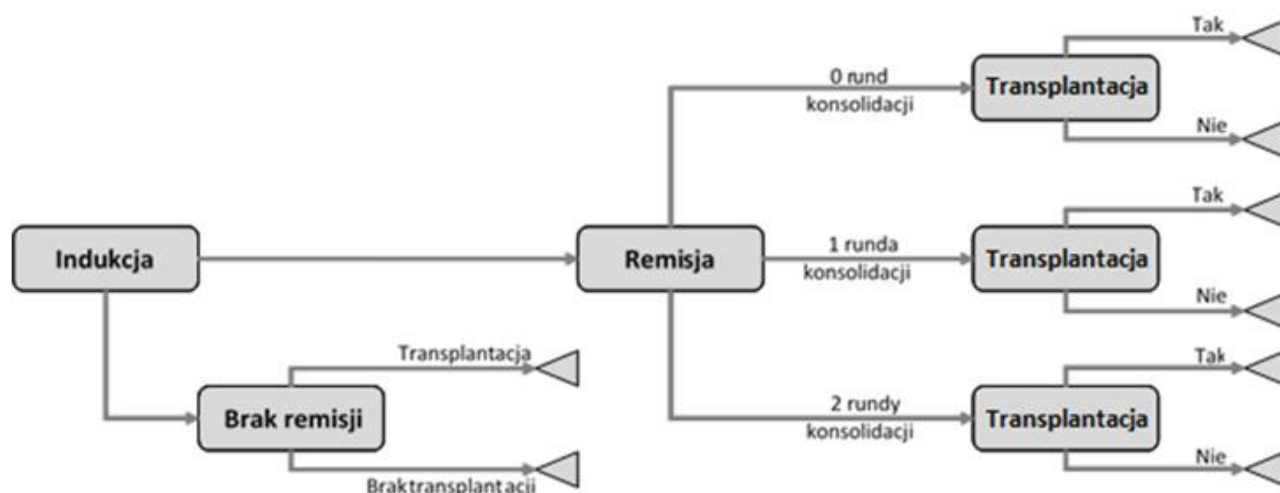 Tak
0 rund
konsolidacji
Transplantacja
Nie
Tak
Indukcja
Remisja
1 runda
konsolidacji
Transplantacja
Nie
Transplantacja
Brak remisji
Braktransplantacji
Tak
2 rundy
konsolidacji
Transplantacja
Nie